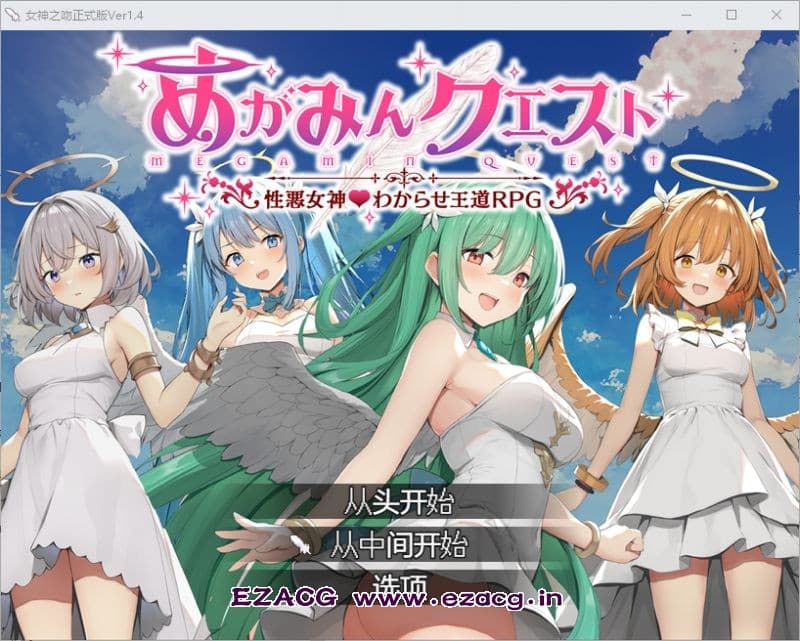 女神之吻正式版Ver1.4
めがみんクエスト
MEGAMIN QUEST
性悪女神❤わからせ王道RPG
从头开始
从中间开始
选项
EZACG www.ezacg.in